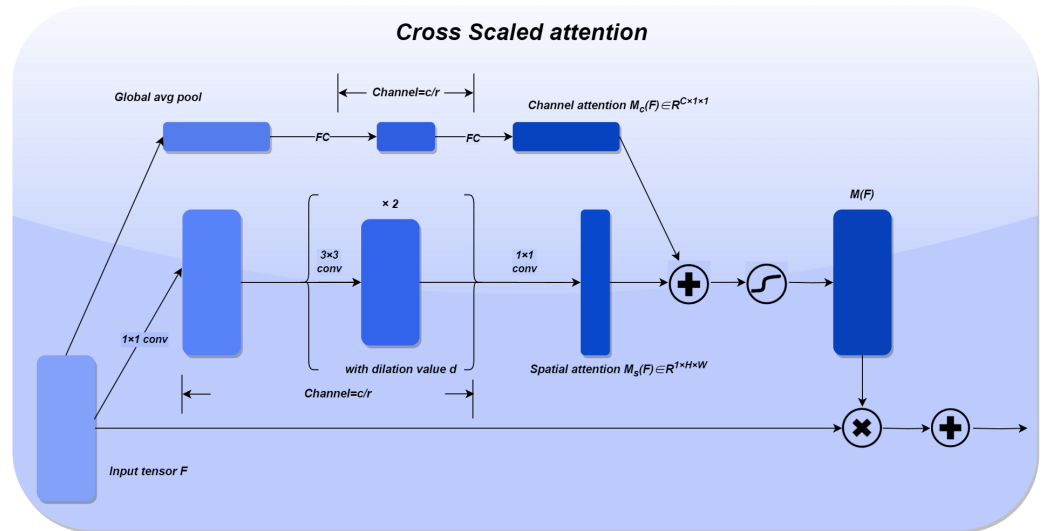 Cross Scaled attention
Channel=c/r
Global avg pool
Channel attention M_c(F)∈R^{C×1×1}
FC
FC
× 2
M(F)
3×3
conv
1×1
conv
1×1 conv
with dilation value d
Spatial attention M_s(F)∈R^{1×H×W}
Channel=c/r
Input tensor F